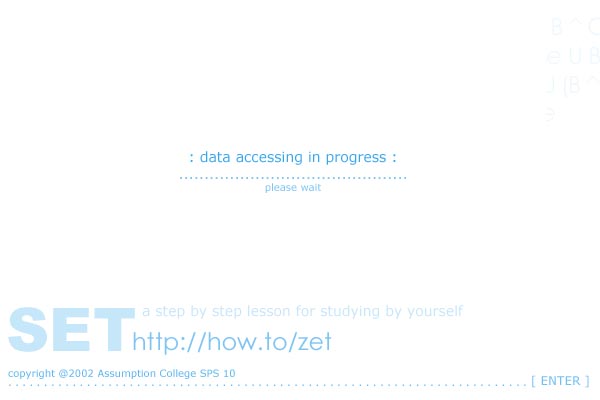 B ^ C
e U B
J (B ^
e
: data accessing in progress :
please wait
SET a step by step lesson for studying by yourself
http://how.to/zet
copyright @2002 Assumption College SPS 10
[ ENTER ]